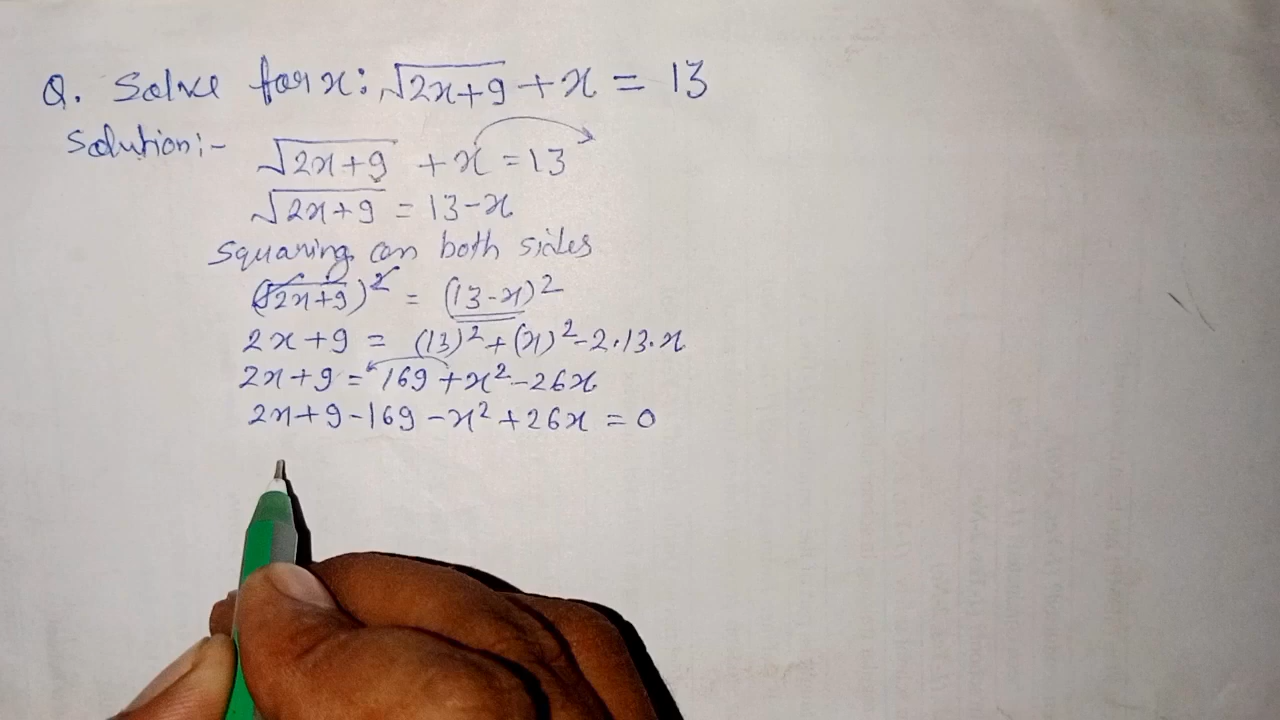 Q. Solve for x: √2x+9 + x = 13
Solution:-
√2x+9 + x = 13
√2x+9 = 13-x
Squaring on both sides
(√2x+9)² = (13-x)²
2x+9 = (13)²+(x)²-2·13·x
2x+9 = 169+x²-26x
2x+9-169-x²+26x = 0